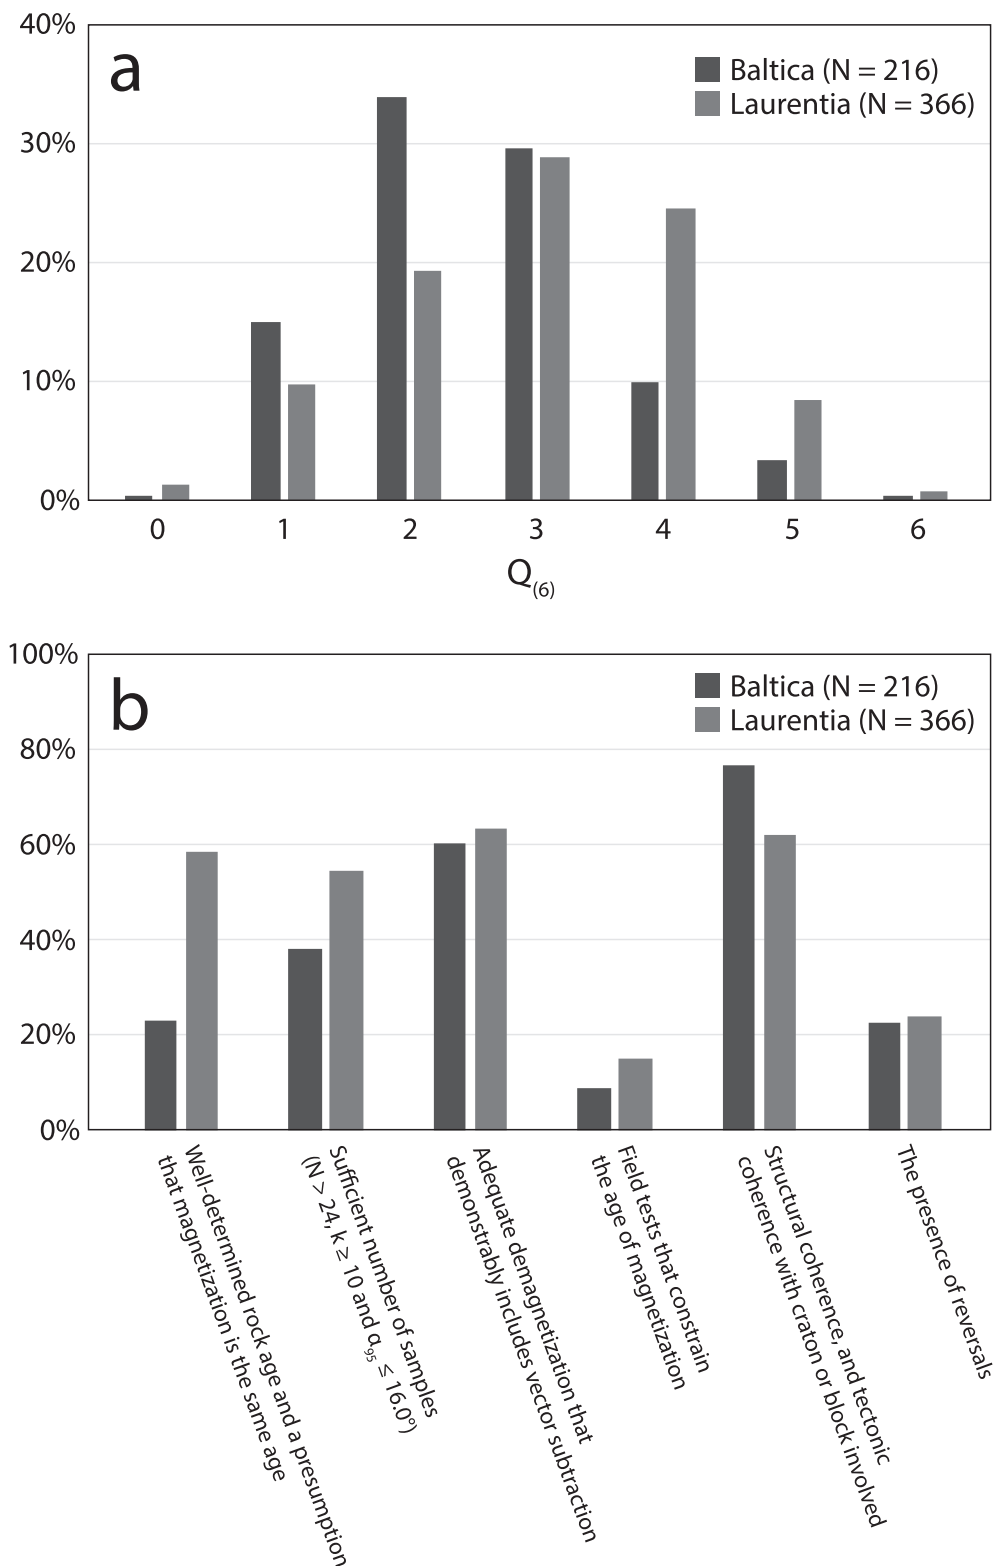 40%
a
Baltica (N = 216)
Laurentia (N = 366)
30%
20%
10%
0%
0 1 2 3 4 5 6
Q(6)
100%
b
Baltica (N = 216)
Laurentia (N = 366)
80%
60%
40%
20%
0%
Well-determined rock age and a presumption
that magnetization is the same age
Sufficient number of samples
(N > 24, k ≥ 10 and α95 ≤ 16.0°)
Adequate demagnetization that
demonstrably includes vector subtraction
Field tests that constrain
the age of magnetization
Structural coherence, and tectonic
coherence with craton or block involved
The presence of reversals